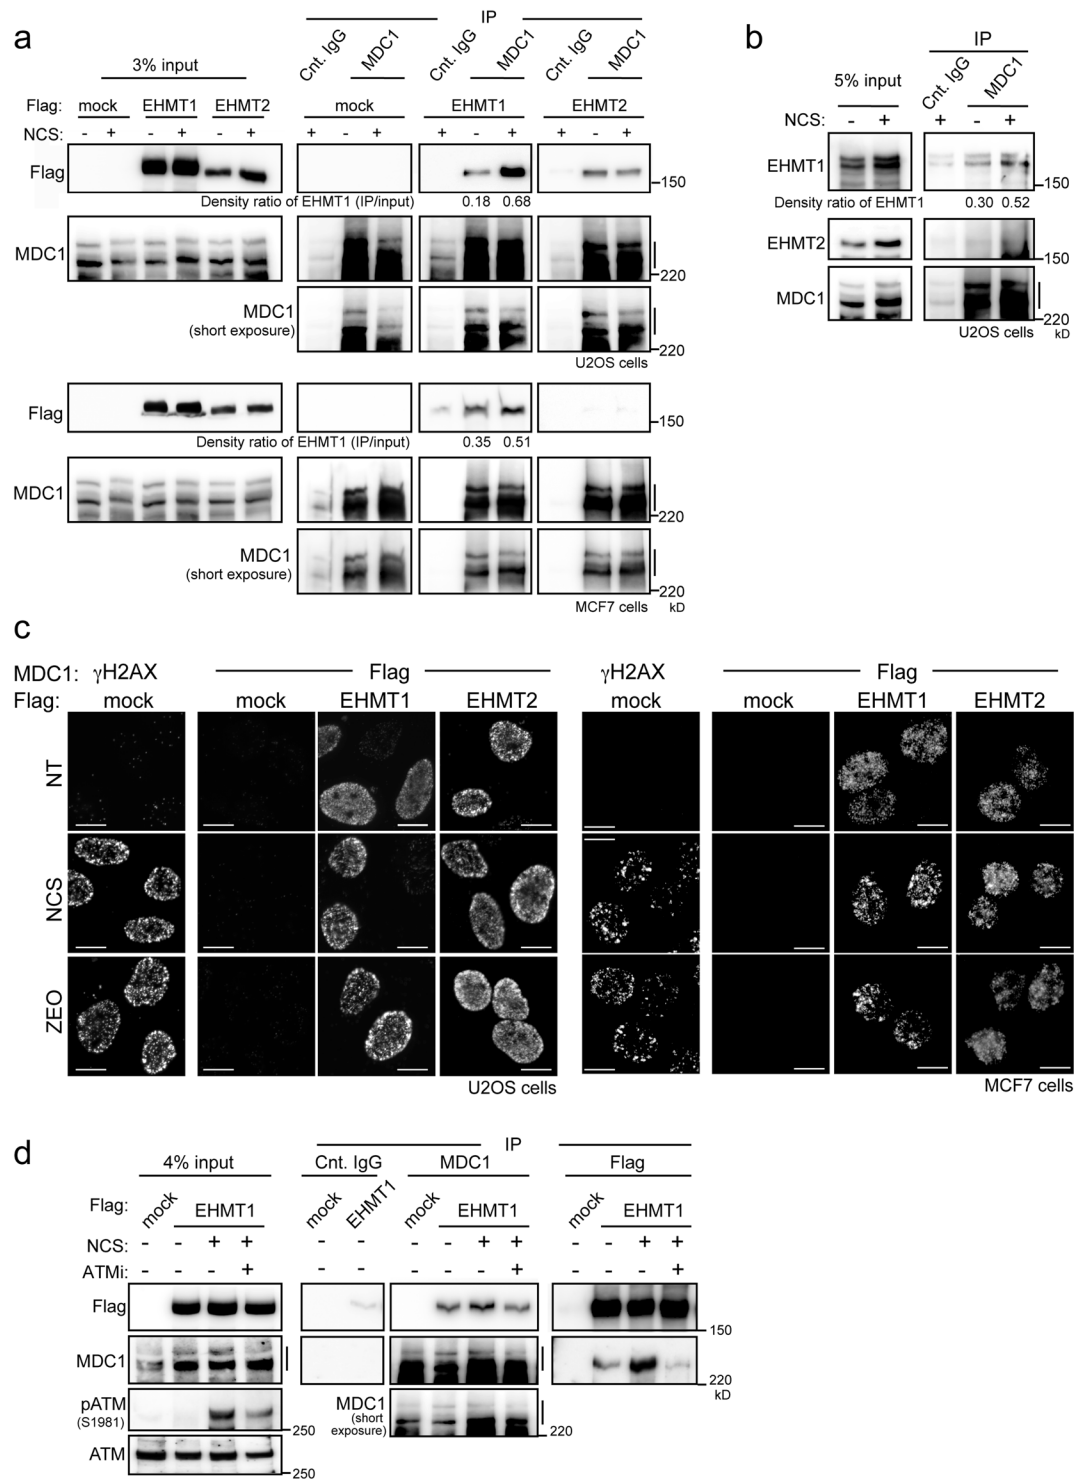 a
IP
Cnt. IgG MDC1 Cnt. IgG MDC1 Cnt. IgG MDC1
3% input
Flag: mock EHMT1 EHMT2 mock EHMT1 EHMT2
NCS: - + - + - + + - + + - + + - +
Flag
150
Density ratio of EHMT1 (IP/input) 0.18 0.68
MDC1
220
MDC1
(short exposure)
220
U2OS cells
Flag
150
Density ratio of EHMT1 (IP/input) 0.35 0.51
MDC1
220
MDC1
(short exposure)
220
MCF7 cells kD
b
IP
5% input Cnt. IgG MDC1
NCS: - + + - +
EHMT1
150
Density ratio of EHMT1 0.30 0.52
EHMT2
150
MDC1
220
U2OS cells kD
c
MDC1: γH2AX Flag γH2AX Flag
Flag: mock mock EHMT1 EHMT2 mock mock EHMT1 EHMT2
NT
NCS
ZEO
U2OS cells MCF7 cells
d
IP
4% input Cnt. IgG MDC1 Flag
Flag: mock EHMT1 mock EHMT1 mock EHMT1 mock EHMT1
NCS: - - + + - - - - + + - - + +
ATMi: - - - + - - - - - + - - - +
Flag
150
MDC1
220
kD
pATM
(S1981)
250
MDC1
(short
exposure)
220
ATM
250